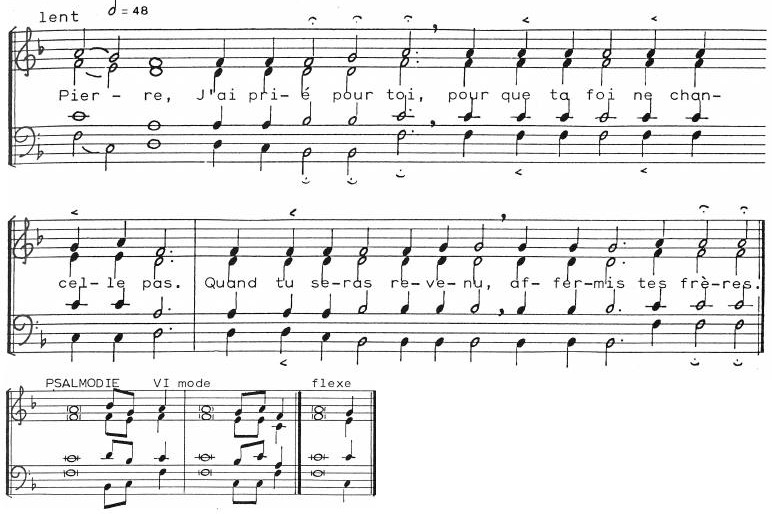 lent 𝅗𝅥 = 48
Pier - re, J'ai pri-é pour toi, pour que ta foi ne chan-
cel-le pas. Quand tu se-ras re-ve-nu, af-fer-mis tes frè-res.
PSALMODIE VI mode flexe